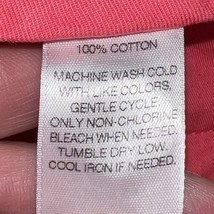 100% COTTON
MACHINE WASH COLD
WITH LIKE COLORS,
GENTLE CYCLE.
ONLY NON-CHLORINE
BLEACH WHEN NEEDED.
TUMBLE DRY LOW.
COOL IRON IF NEEDED.